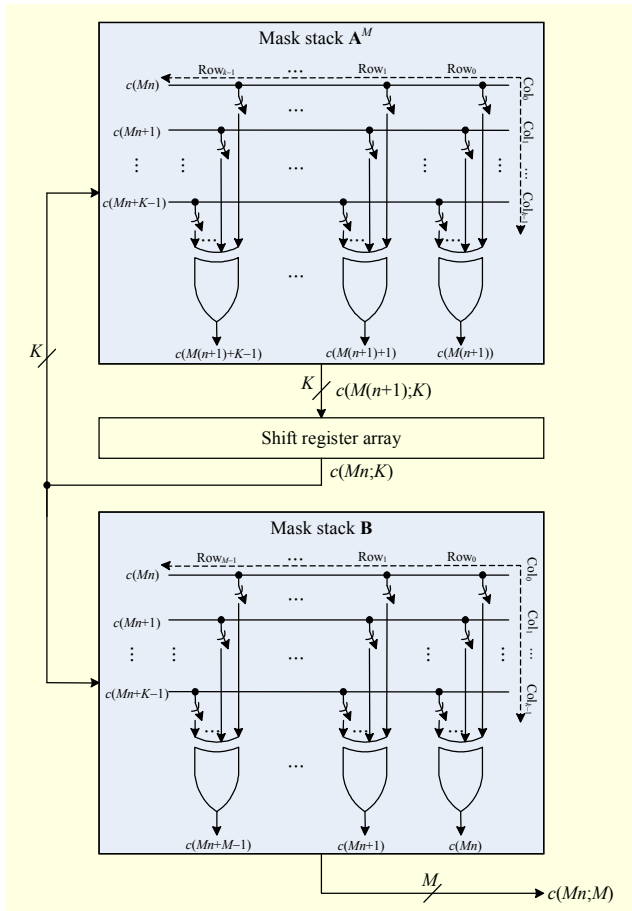 Mask stack A^M
Row_{k−1} ... Row_1 Row_0
c(Mn) Col_0
...
c(Mn+1) Col_1
⋮ ⋮ ... ⋮ ⋮ ...
c(Mn+K−1) Col_{k−1}
... ... ...
...
c(M(n+1)+K−1) c(M(n+1)+1) c(M(n+1))
K
K c(M(n+1);K)
Shift register array
c(Mn;K)
Mask stack B
Row_{M−1} ... Row_1 Row_0
c(Mn) Col_0
...
c(Mn+1) Col_1
⋮ ⋮ ... ⋮ ⋮ ...
c(Mn+K−1) Col_{k−1}
... ... ...
...
c(Mn+M−1) c(Mn+1) c(Mn)
M c(Mn;M)